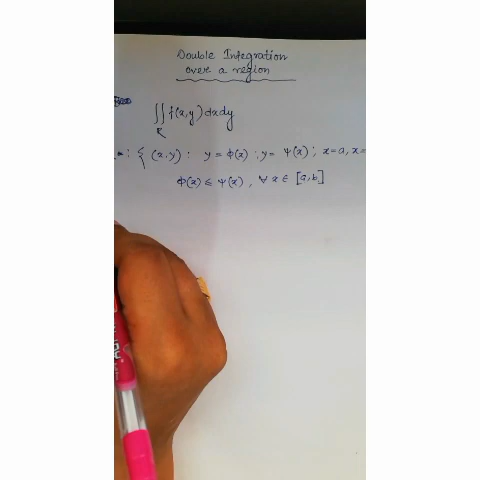 Double Integration
over a region
∬ f(x,y) dxdy
R
: { (x,y) : y = Φ(x) : y = Ψ(x) ; x = a, x =
Φ(x) ≤ Ψ(x) , ∀ x ∈ [a,b]